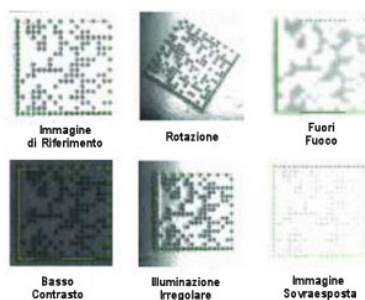 Immagine
di Riferimento
Rotazione
Fuori
Fuoco
Basso
Contrasto
Illuminazione
Irregolare
Immagine
Sovraesposta